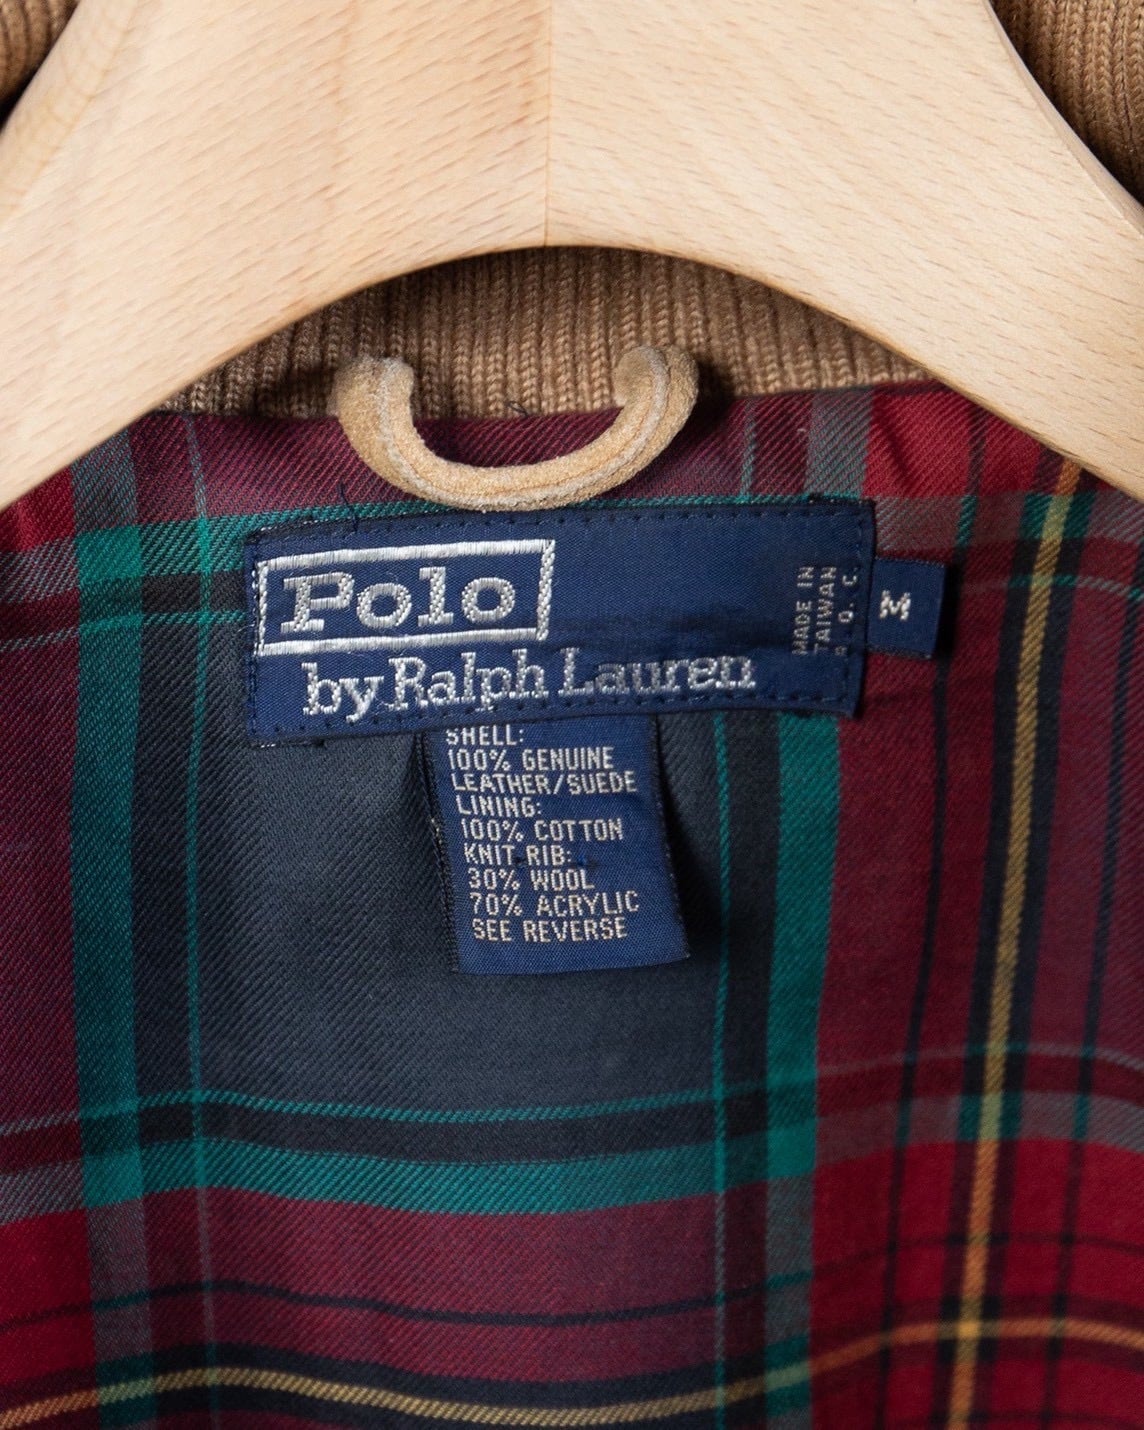 Polo
by Ralph Lauren
MADE IN
TAIWAN
R. O. C.
M
SHELL:
100% GENUINE
LEATHER/SUEDE
LINING:
100% COTTON
KNIT RIB:
30% WOOL
70% ACRYLIC
SEE REVERSE